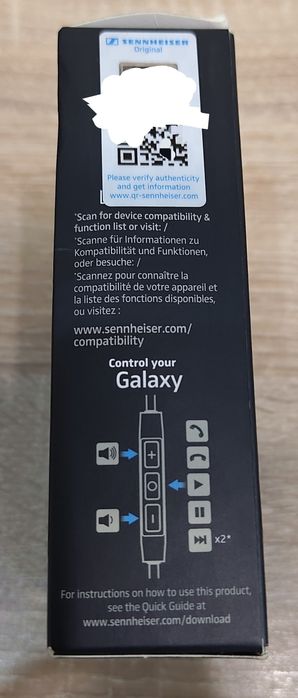 SENNHEISER
Original
Please verify authenticity
and get information
www.qr-sennheiser.com
*Scan for device compatibility &
function list or visit: /
*Scanne für Informationen zu
Kompatibilität und Funktionen,
oder besuche: /
*Scannez pour connaître la
compatibilité de votre appareil et
la liste des fonctions disponibles,
ou visitez :
www.sennheiser.com/
compatibility
Control your
Galaxy
+
-
x2*
For instructions on how to use this product,
see the Quick Guide at
www.sennheiser.com/download